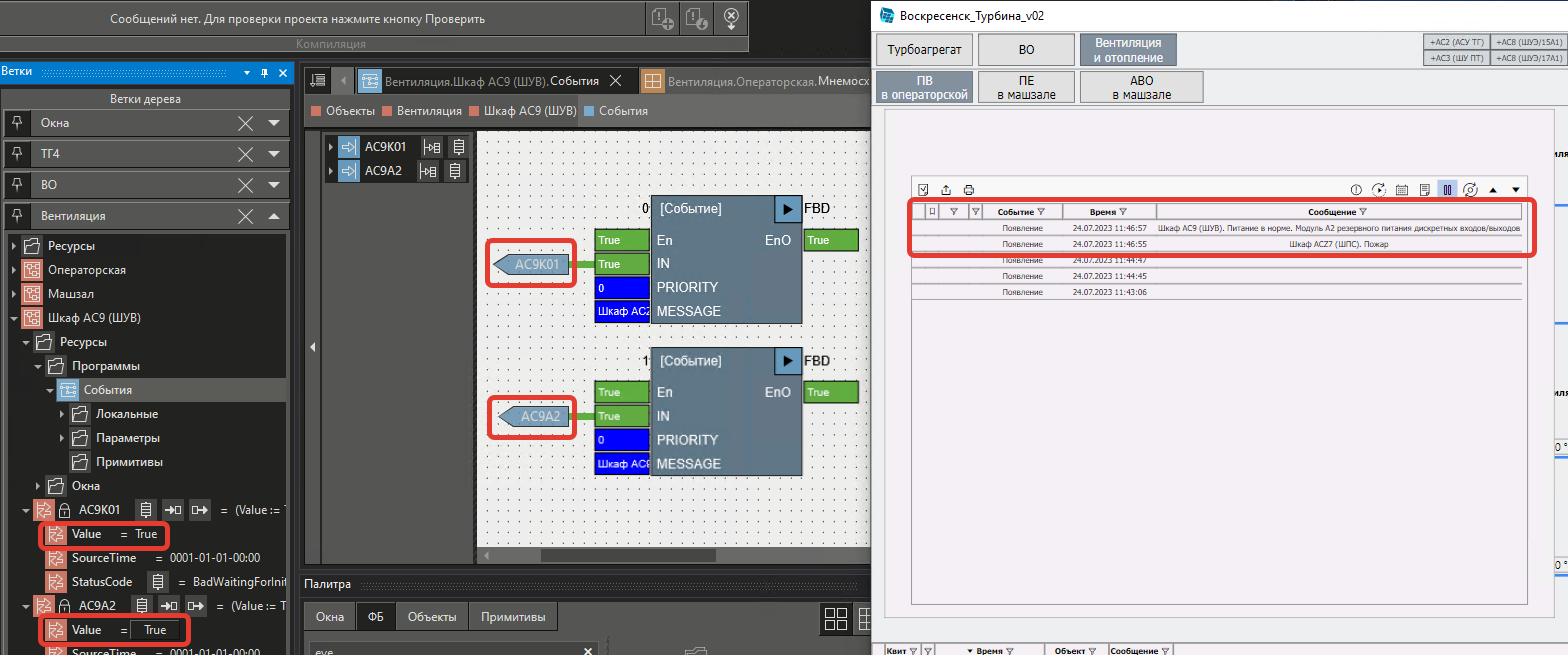 Сообщений нет. Для проверки проекта нажмите кнопку Проверить
Компиляция
Ветки
Ветки дерева
Окна
ТГ4
ВО
Вентиляция
Ресурсы
Операторская
Машзал
Шкаф АС9 (ШУВ)
Ресурсы
Программы
События
Локальные
Параметры
Примитивы
Окна
AC9K01 = (Value := T
Value = True
SourceTime = 0001-01-01-00:00
StatusCode = BadWaitingForInit
AC9A2 = (Value := T
Value = True
SourceTime = 0001-01-01-00:00
Вентиляция.Шкаф АС9 (ШУВ).События
Вентиляция.Операторская.Мнемосх
Объекты Вентиляция Шкаф АС9 (ШУВ) События
AC9K01
AC9A2
0 [Событие] FBD
True En EnO True
AC9K01 True IN
0 PRIORITY
Шкаф ACZ MESSAGE
1 [Событие] FBD
True En EnO True
AC9A2 True IN
0 PRIORITY
Шкаф AC9 MESSAGE
Палитра
Окна ФБ Объекты Примитивы
eve
Воскресенск_Турбина_v02
Турбоагрегат
ВО
Вентиляция
и отопление
+АС2 (АСУ ТГ)
+АС8 (ШУЭ/15А1)
+АС3 (ШУ ПТ)
+АС8 (ШУЭ/17А1)
ПВ
в операторской
ПЕ
в машзале
АВО
в машзале
Событие Время Сообщение
Появление 24.07.2023 11:46:57 Шкаф АС9 (ШУВ). Питание в норме. Модуль А2 резервного питания дискретных входов/выходов
Появление 24.07.2023 11:46:55 Шкаф ACZ7 (ШПС). Пожар
Появление 24.07.2023 11:44:47
Появление 24.07.2023 11:44:45
Появление 24.07.2023 11:43:06
Квит Время Объект Сообщение